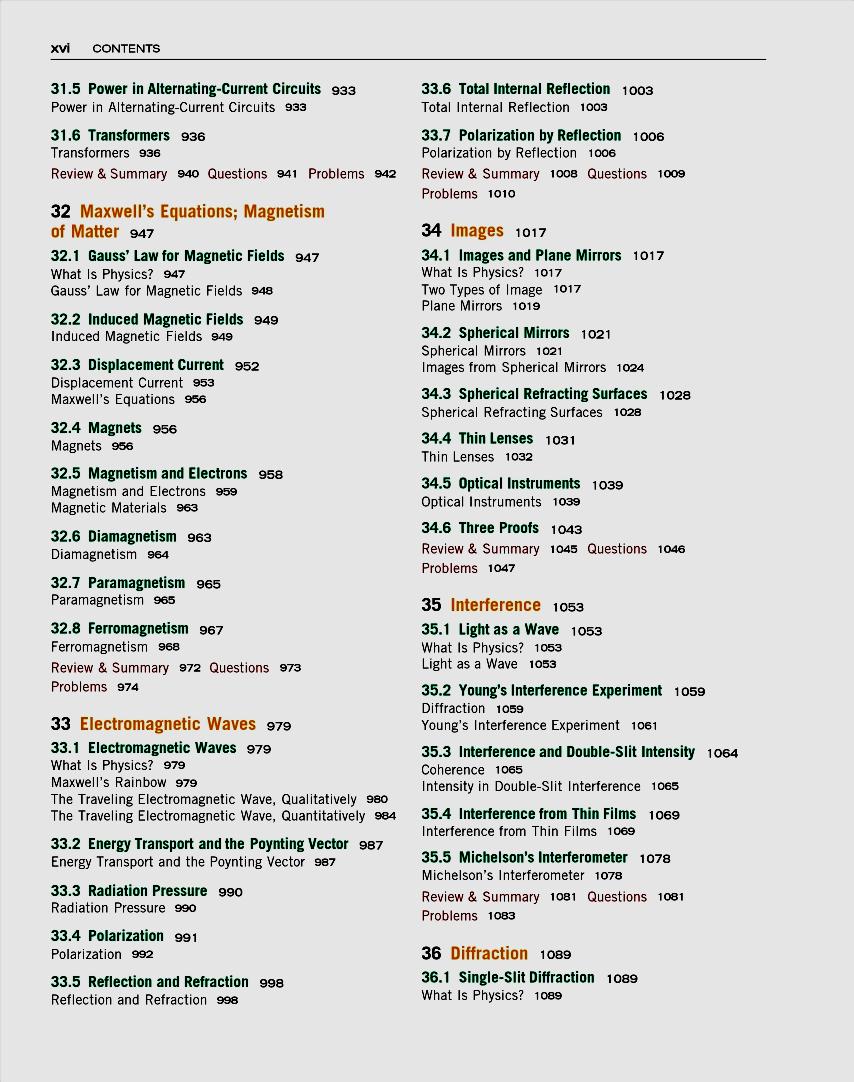 xvi CONTENTS
31.5 Power in Alternating-Current Circuits 933
Power in Alternating-Current Circuits 933
31.6 Transformers 936
Transformers 936
Review & Summary 940 Questions 941 Problems 942
32 Maxwell's Equations; Magnetism
of Matter 947
32.1 Gauss' Law for Magnetic Fields 947
What Is Physics? 947
Gauss' Law for Magnetic Fields 948
32.2 Induced Magnetic Fields 949
Induced Magnetic Fields 949
32.3 Displacement Current 952
Displacement Current 953
Maxwell's Equations 956
32.4 Magnets 956
Magnets 956
32.5 Magnetism and Electrons 958
Magnetism and Electrons 959
Magnetic Materials 963
32.6 Diamagnetism 963
Diamagnetism 964
32.7 Paramagnetism 965
Paramagnetism 965
32.8 Ferromagnetism 967
Ferromagnetism 968
Review & Summary 972 Questions 973
Problems 974
33 Electromagnetic Waves 979
33.1 Electromagnetic Waves 979
What Is Physics? 979
Maxwell's Rainbow 979
The Traveling Electromagnetic Wave, Qualitatively 980
The Traveling Electromagnetic Wave, Quantitatively 984
33.2 Energy Transport and the Poynting Vector 987
Energy Transport and the Poynting Vector 987
33.3 Radiation Pressure 990
Radiation Pressure 990
33.4 Polarization 991
Polarization 992
33.5 Reflection and Refraction 998
Reflection and Refraction 998
33.6 Total Internal Reflection 1003
Total Internal Reflection 1003
33.7 Polarization by Reflection 1006
Polarization by Reflection 1006
Review & Summary 1008 Questions 1009
Problems 1010
34 Images 1017
34.1 Images and Plane Mirrors 1017
What Is Physics? 1017
Two Types of Image 1017
Plane Mirrors 1019
34.2 Spherical Mirrors 1021
Spherical Mirrors 1021
Images from Spherical Mirrors 1024
34.3 Spherical Refracting Surfaces 1028
Spherical Refracting Surfaces 1028
34.4 Thin Lenses 1031
Thin Lenses 1032
34.5 Optical Instruments 1039
Optical Instruments 1039
34.6 Three Proofs 1043
Review & Summary 1045 Questions 1046
Problems 1047
35 Interference 1053
35.1 Light as a Wave 1053
What Is Physics? 1053
Light as a Wave 1053
35.2 Young's Interference Experiment 1059
Diffraction 1059
Young's Interference Experiment 1061
35.3 Interference and Double-Slit Intensity 1064
Coherence 1065
Intensity in Double-Slit Interference 1065
35.4 Interference from Thin Films 1069
Interference from Thin Films 1069
35.5 Michelson's Interferometer 1078
Michelson's Interferometer 1078
Review & Summary 1081 Questions 1081
Problems 1083
36 Diffraction 1089
36.1 Single-Slit Diffraction 1089
What Is Physics? 1089